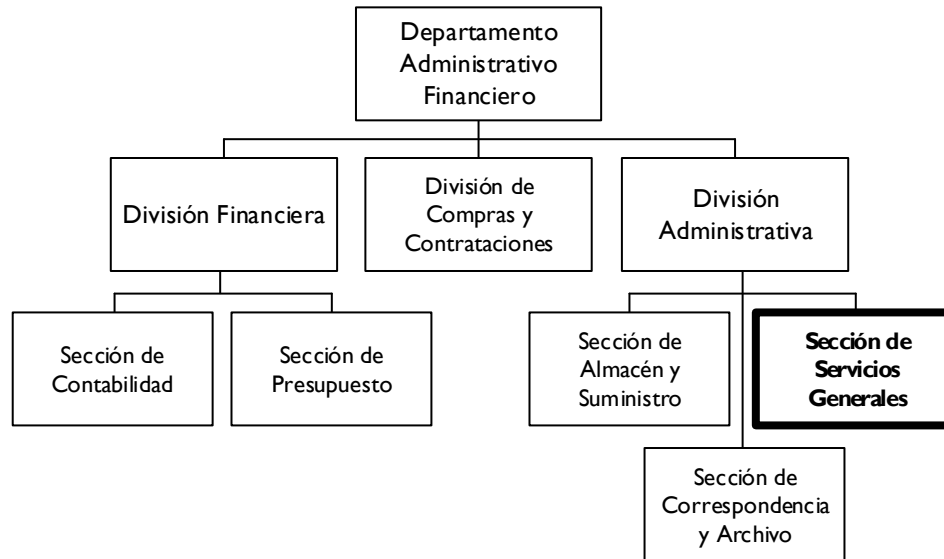 Departamento
Administrativo
Financiero
División Financiera
División de
Compras y
Contrataciones
División
Administrativa
Sección de
Contabilidad
Sección de
Presupuesto
Sección de
Almacén y
Suministro
Sección de
Servicios
Generales
Sección de
Correspondencia
y Archivo